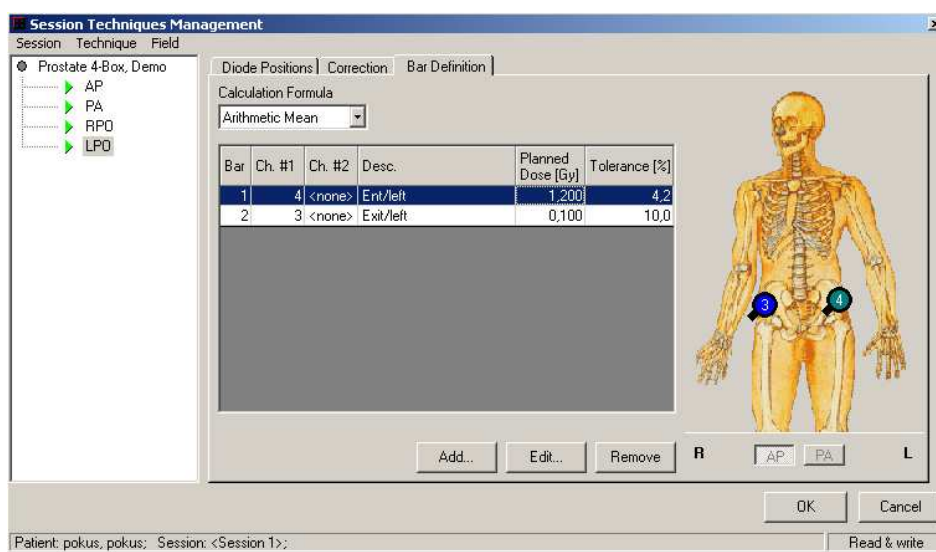 Session Techniques Management
Session Technique Field
Prostate 4-Box, Demo
AP
PA
RPO
LPO
Diode Positions Correction Bar Definition
Calculation Formula
Arithmetic Mean
Bar Ch. #1 Ch. #2 Desc. Planned Dose [Gy] Tolerance [%]
1 4 <none> Ent/left 1,200 4,2
2 3 <none> Exit/left 0,100 10,0
3 4
Add... Edit... Remove
R AP PA L
OK Cancel
Patient: pokus, pokus; Session: <Session 1>; Read & write